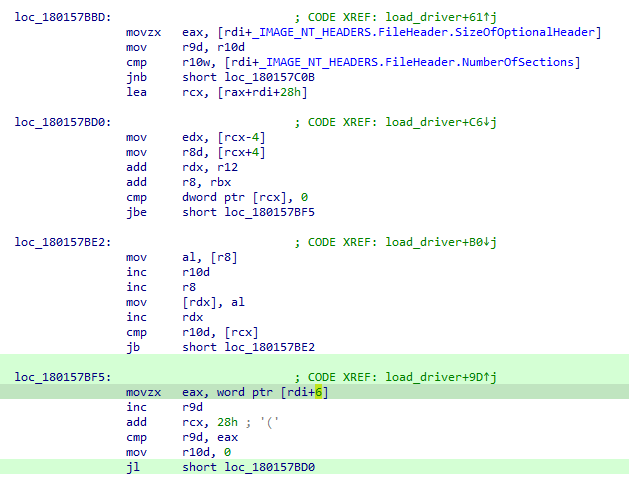 loc_180157BBD: ; CODE XREF: load_driver+61↑j
movzx eax, [rdi+_IMAGE_NT_HEADERS.FileHeader.SizeOfOptionalHeader]
mov r9d, r10d
cmp r10w, [rdi+_IMAGE_NT_HEADERS.FileHeader.NumberOfSections]
jnb short loc_180157C0B
lea rcx, [rax+rdi+28h]
loc_180157BD0: ; CODE XREF: load_driver+C6↓j
mov edx, [rcx-4]
mov r8d, [rcx+4]
add rdx, r12
add r8, rbx
cmp dword ptr [rcx], 0
jbe short loc_180157BF5
loc_180157BE2: ; CODE XREF: load_driver+B0↓j
mov al, [r8]
inc r10d
inc r8
mov [rdx], al
inc rdx
cmp r10d, [rcx]
jb short loc_180157BE2
loc_180157BF5: ; CODE XREF: load_driver+9D↑j
movzx eax, word ptr [rdi+6]
inc r9d
add rcx, 28h ; '('
cmp r9d, eax
mov r10d, 0
jl short loc_180157BD0